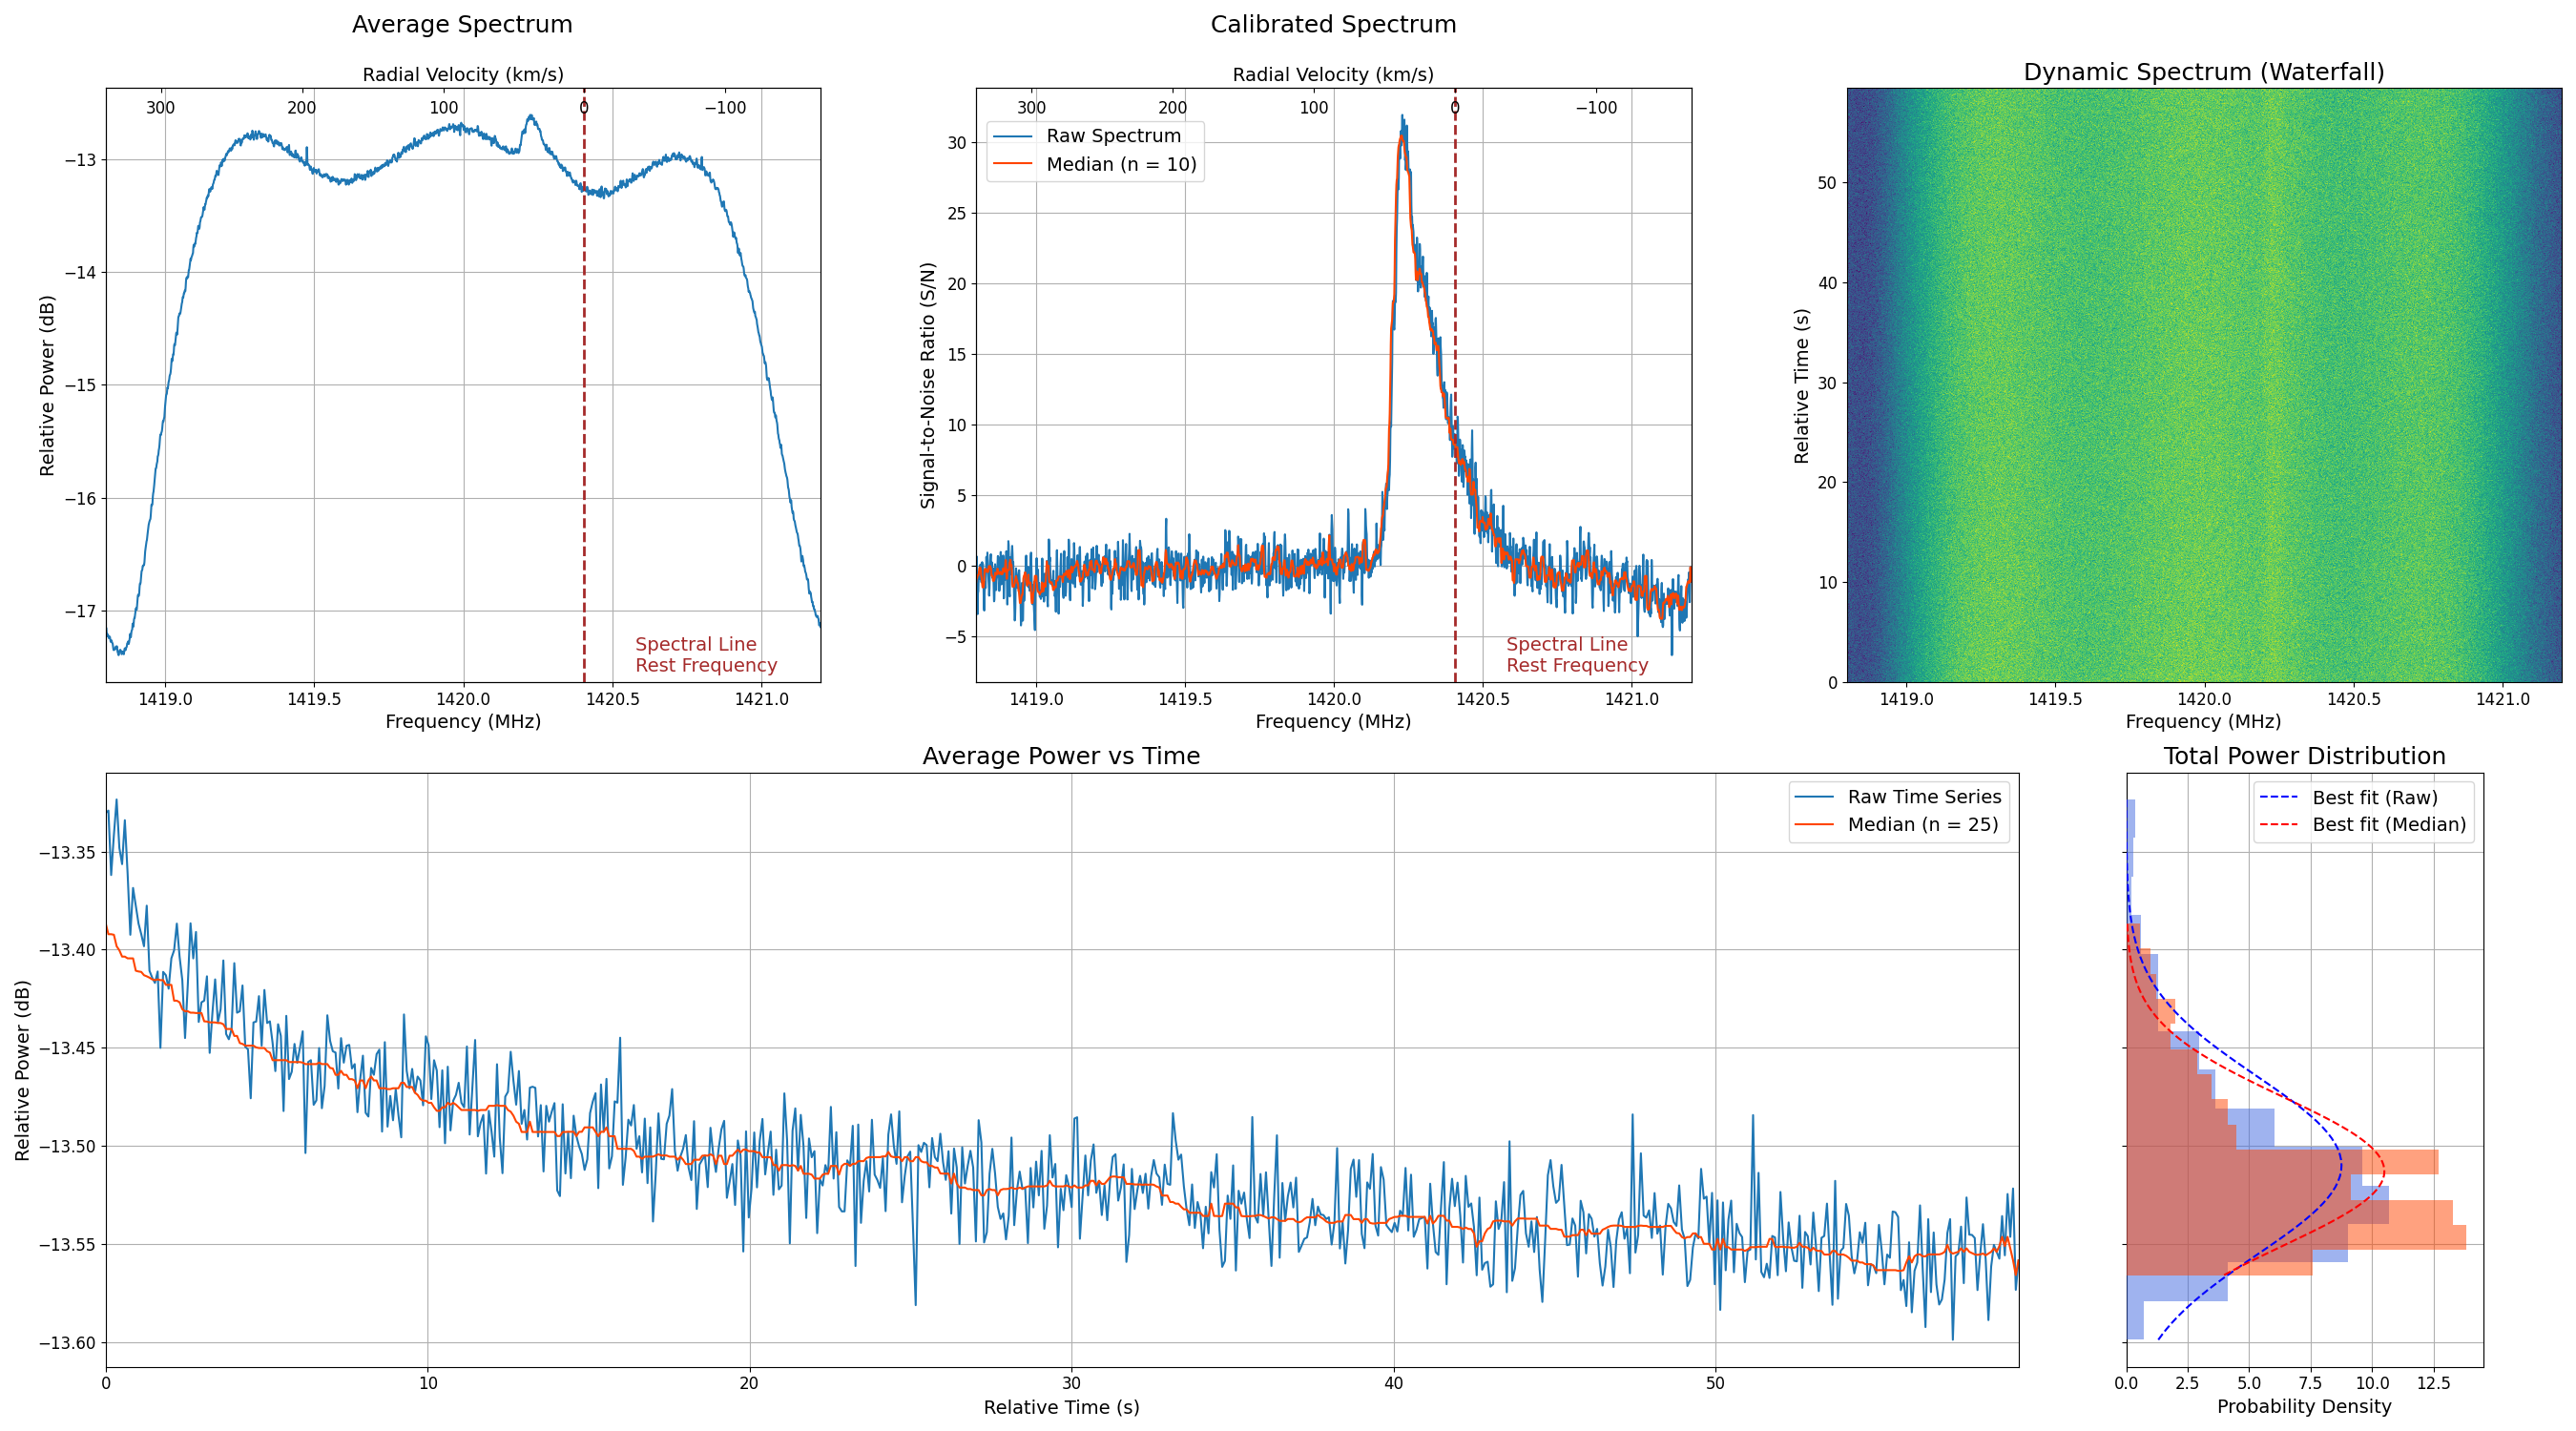 Average Spectrum
Radial Velocity (km/s)
300 200 100 0 −100
−13
−14
−15
−16
−17
Relative Power (dB)
Spectral Line
Rest Frequency
1419.0 1419.5 1420.0 1420.5 1421.0
Frequency (MHz)
Calibrated Spectrum
Radial Velocity (km/s)
300 200 100 0 −100
Raw Spectrum
Median (n = 10)
30
25
20
15
10
5
0
−5
Signal-to-Noise Ratio (S/N)
Spectral Line
Rest Frequency
1419.0 1419.5 1420.0 1420.5 1421.0
Frequency (MHz)
Dynamic Spectrum (Waterfall)
50
40
30
20
10
0
Relative Time (s)
1419.0 1419.5 1420.0 1420.5 1421.0
Frequency (MHz)
Average Power vs Time
Raw Time Series
Median (n = 25)
−13.35
−13.40
−13.45
−13.50
−13.55
−13.60
Relative Power (dB)
0 10 20 30 40 50
Relative Time (s)
Total Power Distribution
Best fit (Raw)
Best fit (Median)
0.0 2.5 5.0 7.5 10.0 12.5
Probability Density